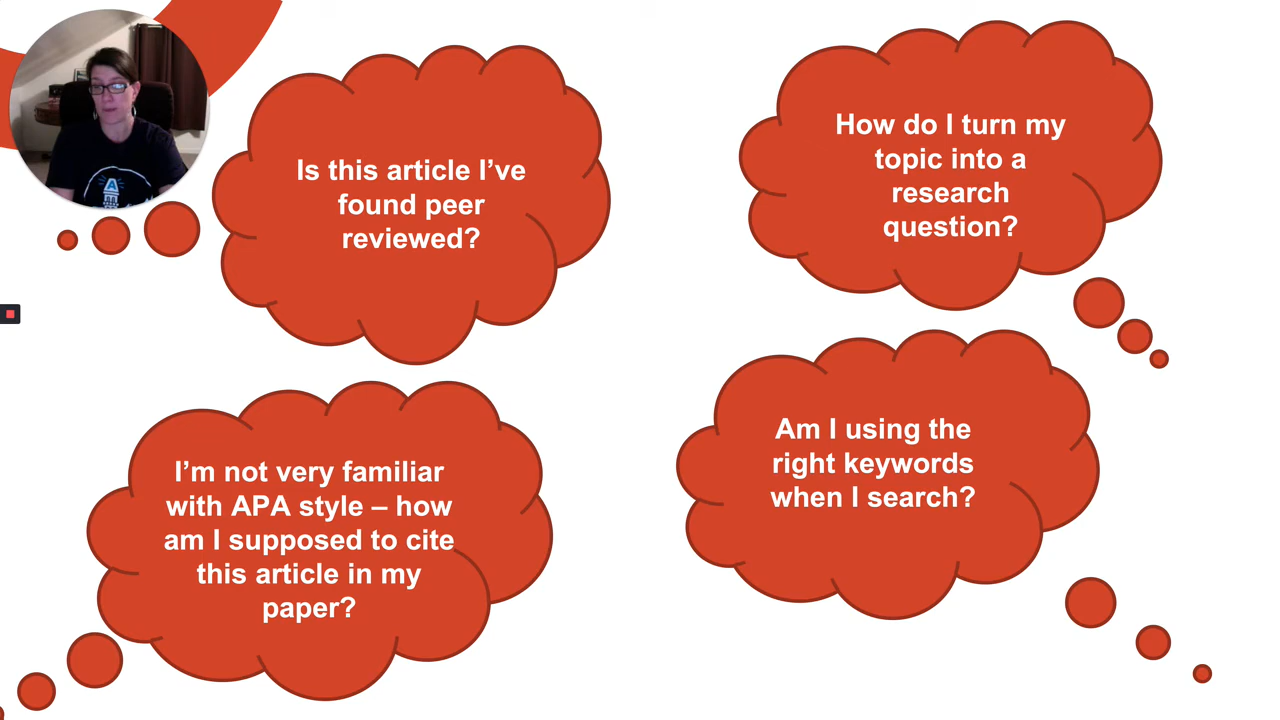 Is this article I’ve
found peer
reviewed?
How do I turn my
topic into a
research
question?
I’m not very familiar
with APA style – how
am I supposed to cite
this article in my
paper?
Am I using the
right keywords
when I search?